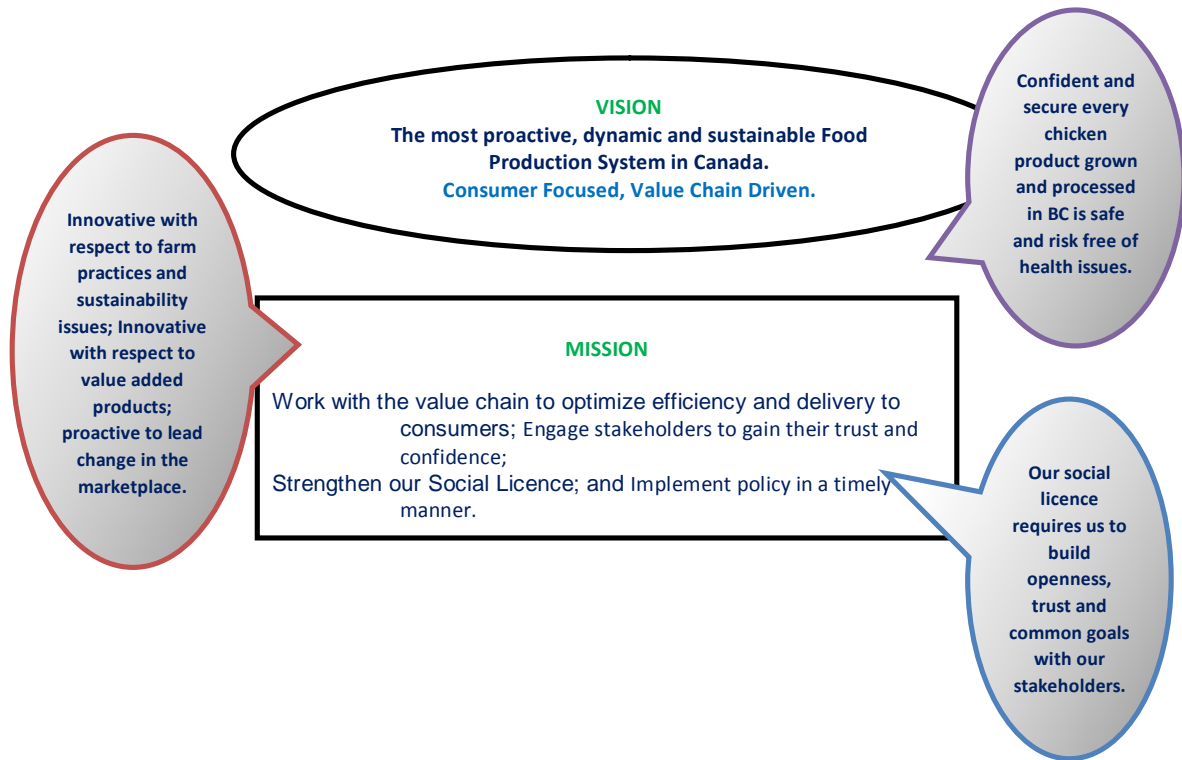 VISION
The most proactive, dynamic and sustainable Food
Production System in Canada.
Consumer Focused, Value Chain Driven.
Confident and
secure every
chicken
product grown
and processed
in BC is safe
and risk free of
health issues.
Innovative with
respect to farm
practices and
sustainability
issues; Innovative
with respect to
value added
products;
proactive to lead
change in the
marketplace.
MISSION
Work with the value chain to optimize efficiency and delivery to
consumers; Engage stakeholders to gain their trust and
confidence;
Strengthen our Social Licence; and Implement policy in a timely
manner.
Our social
licence
requires us to
build
openness,
trust and
common goals
with our
stakeholders.